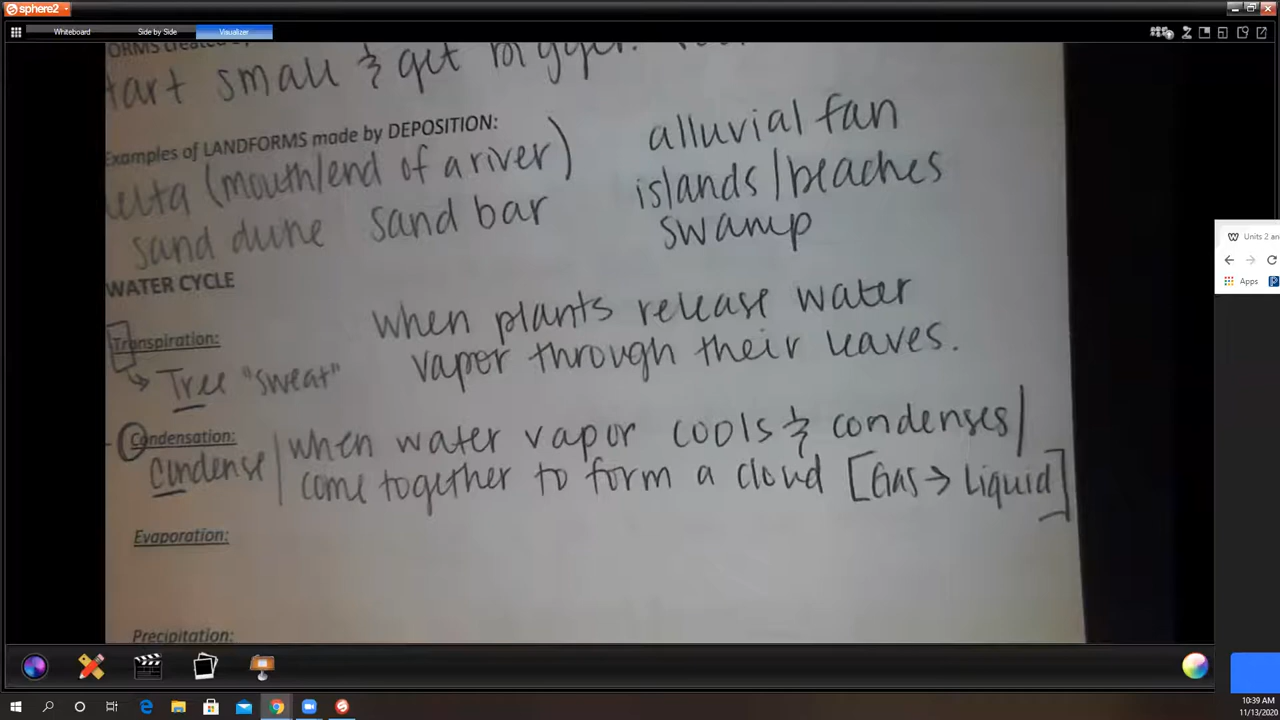 sphere2
Whiteboard Side by Side Visualizer
start small & get bigger.
Examples of LANDFORMS made by DEPOSITION:
delta (mouth/end of a river)
sand dune sand bar
alluvial fan
islands/beaches
swamp
WATER CYCLE
Transpiration:
→ Tree "sweat"
when plants release water
vapor through their leaves.
Condensation:
condense
when water vapor cools & condenses/
come together to form a cloud [Gas → Liquid]
Evaporation:
Precipitation:
Units 2 an
Apps
10:39 AM
11/13/2020